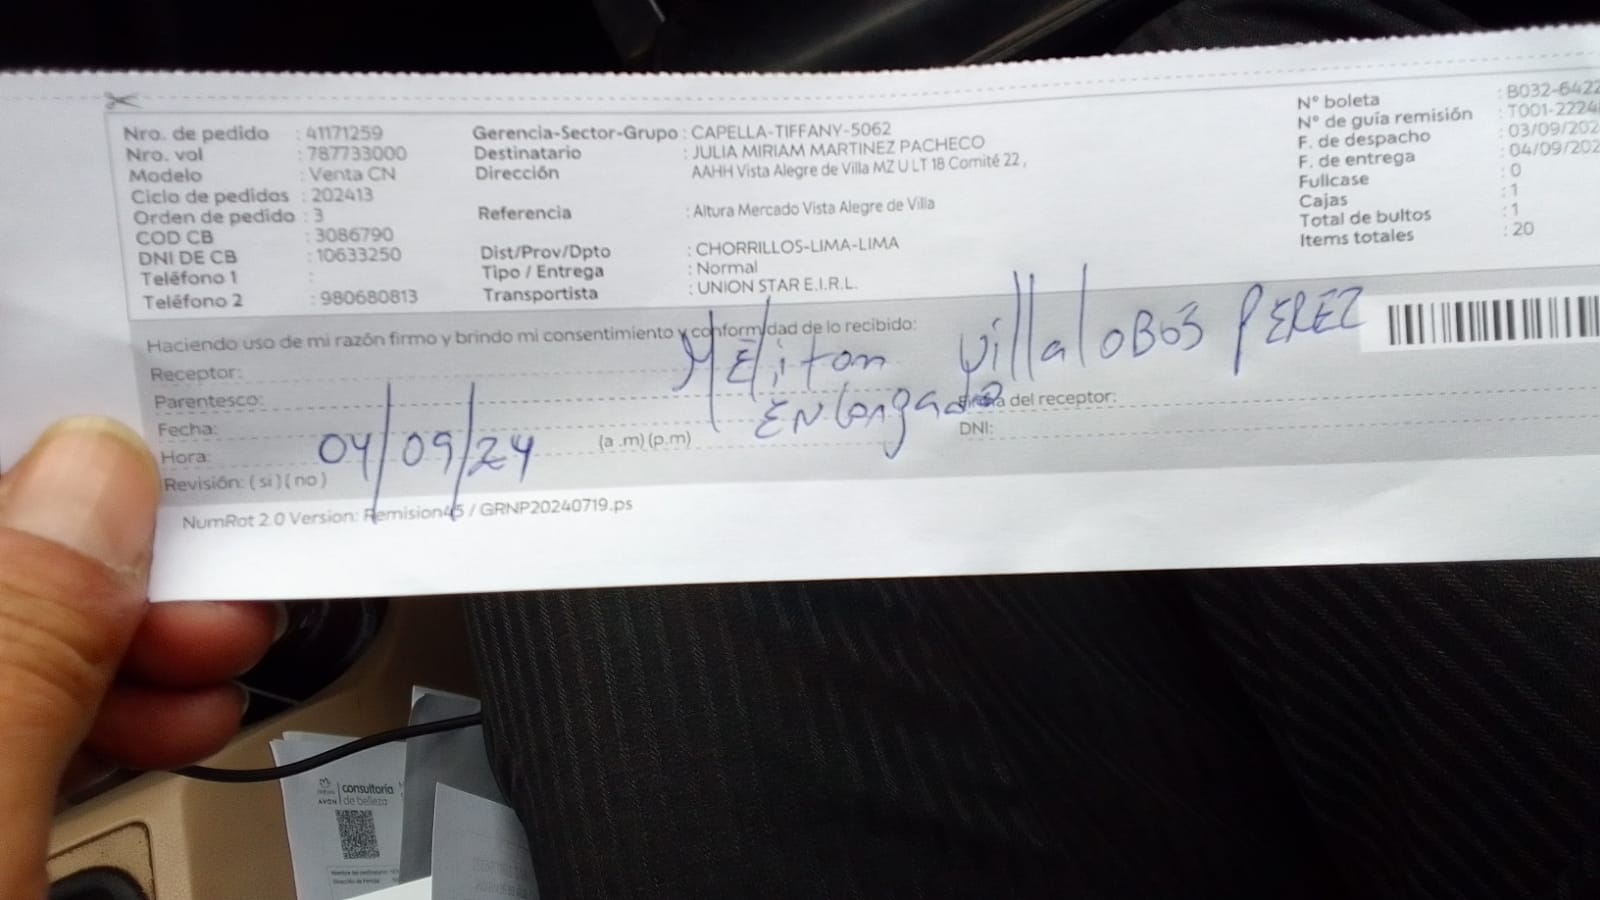 Nro. de pedido : 41171259
Nro. vol : 787733000
Modelo : Venta CN
Ciclo de pedidos : 202413
Orden de pedido : 3
COD CB : 3086790
DNI DE CB : 10633250
Teléfono 1 :
Teléfono 2 : 980680813
Gerencia-Sector-Grupo : CAPELLA-TIFFANY-5062
Destinatario : JULIA MIRIAM MARTINEZ PACHECO
Dirección : AAHH Vista Alegre de Villa MZ U LT 18 Comité 22 ,
Referencia : Altura Mercado Vista Alegre de Villa
Dist/Prov/Dpto : CHORRILLOS-LIMA-LIMA
Tipo / Entrega : Normal
Transportista : UNION STAR E.I.R.L.
N° boleta : B032-6422
N° de guía remisión : T001-2224
F. de despacho : 03/09/202
F. de entrega : 04/09/202
Fullcase : 0
Cajas : 1
Total de bultos : 1
Items totales : 20
Haciendo uso de mi razón firmo y brindo mi consentimiento y conformidad de lo recibido:
Receptor: Meliton Villalobos PEREZ
Parentesco: Encargado
Firma del receptor:
Fecha: 04/09/24
DNI:
Hora: (a .m) (p.m)
Revisión: ( si ) ( no )
NumRot 2.0 Version: Remision45 / GRNP20240719.ps
consultoría
AVON de belleza